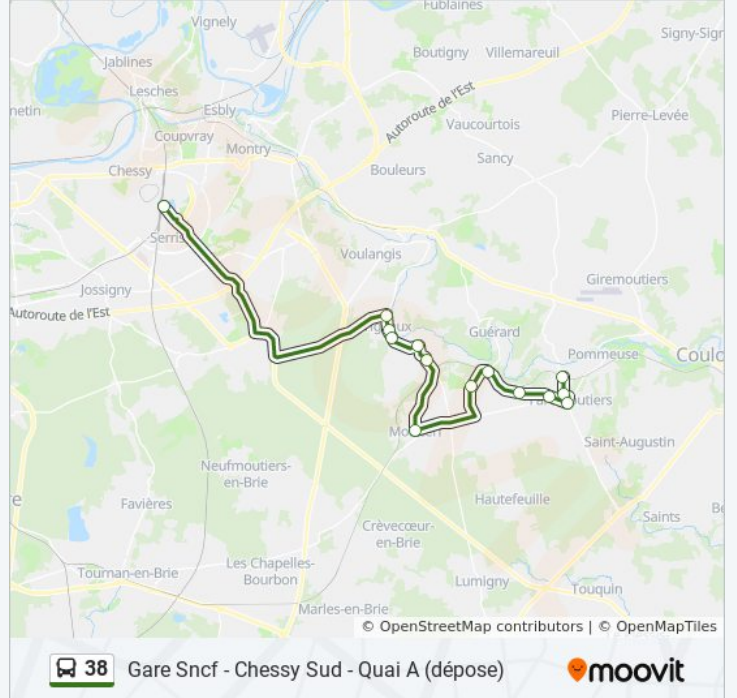 Fublaines
Vignely
Signy-Sign
Boutigny
Villemareuil
Jablines
Lesches
Autoroute de l'Est
Esbly
Pierre-Levée
Vaucourtois
Coupvray
Montry
Sancy
Chessy
Bouleurs
Voulangis
Jossigny
Giremoutiers
Autoroute de l'Est
Guérard
Pommeuse
Coulo
Saint-Augustin
Neufmoutiers-
en-Brie
Hautefeuille
Favières
Saints
Crèvecœur-
en-Brie
Les Chapelles-
Bourbon
Tournan-en-Brie
Lumigny
Touquin
Marles-en-Brie
© OpenStreetMap contributors | © OpenMapTiles
38 Gare Sncf - Chessy Sud - Quai A (dépose)
moovit